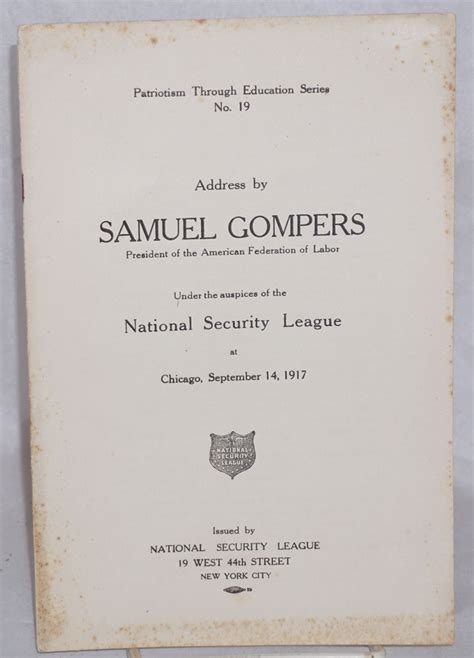 Patriotism Through Education Series
No. 19
Address by
SAMUEL GOMPERS
President of the American Federation of Labor
Under the auspices of the
National Security League
at
Chicago, September 14, 1917
NATIONAL
SECURITY
LEAGUE
Issued by
NATIONAL SECURITY LEAGUE
19 WEST 44th STREET
NEW YORK CITY